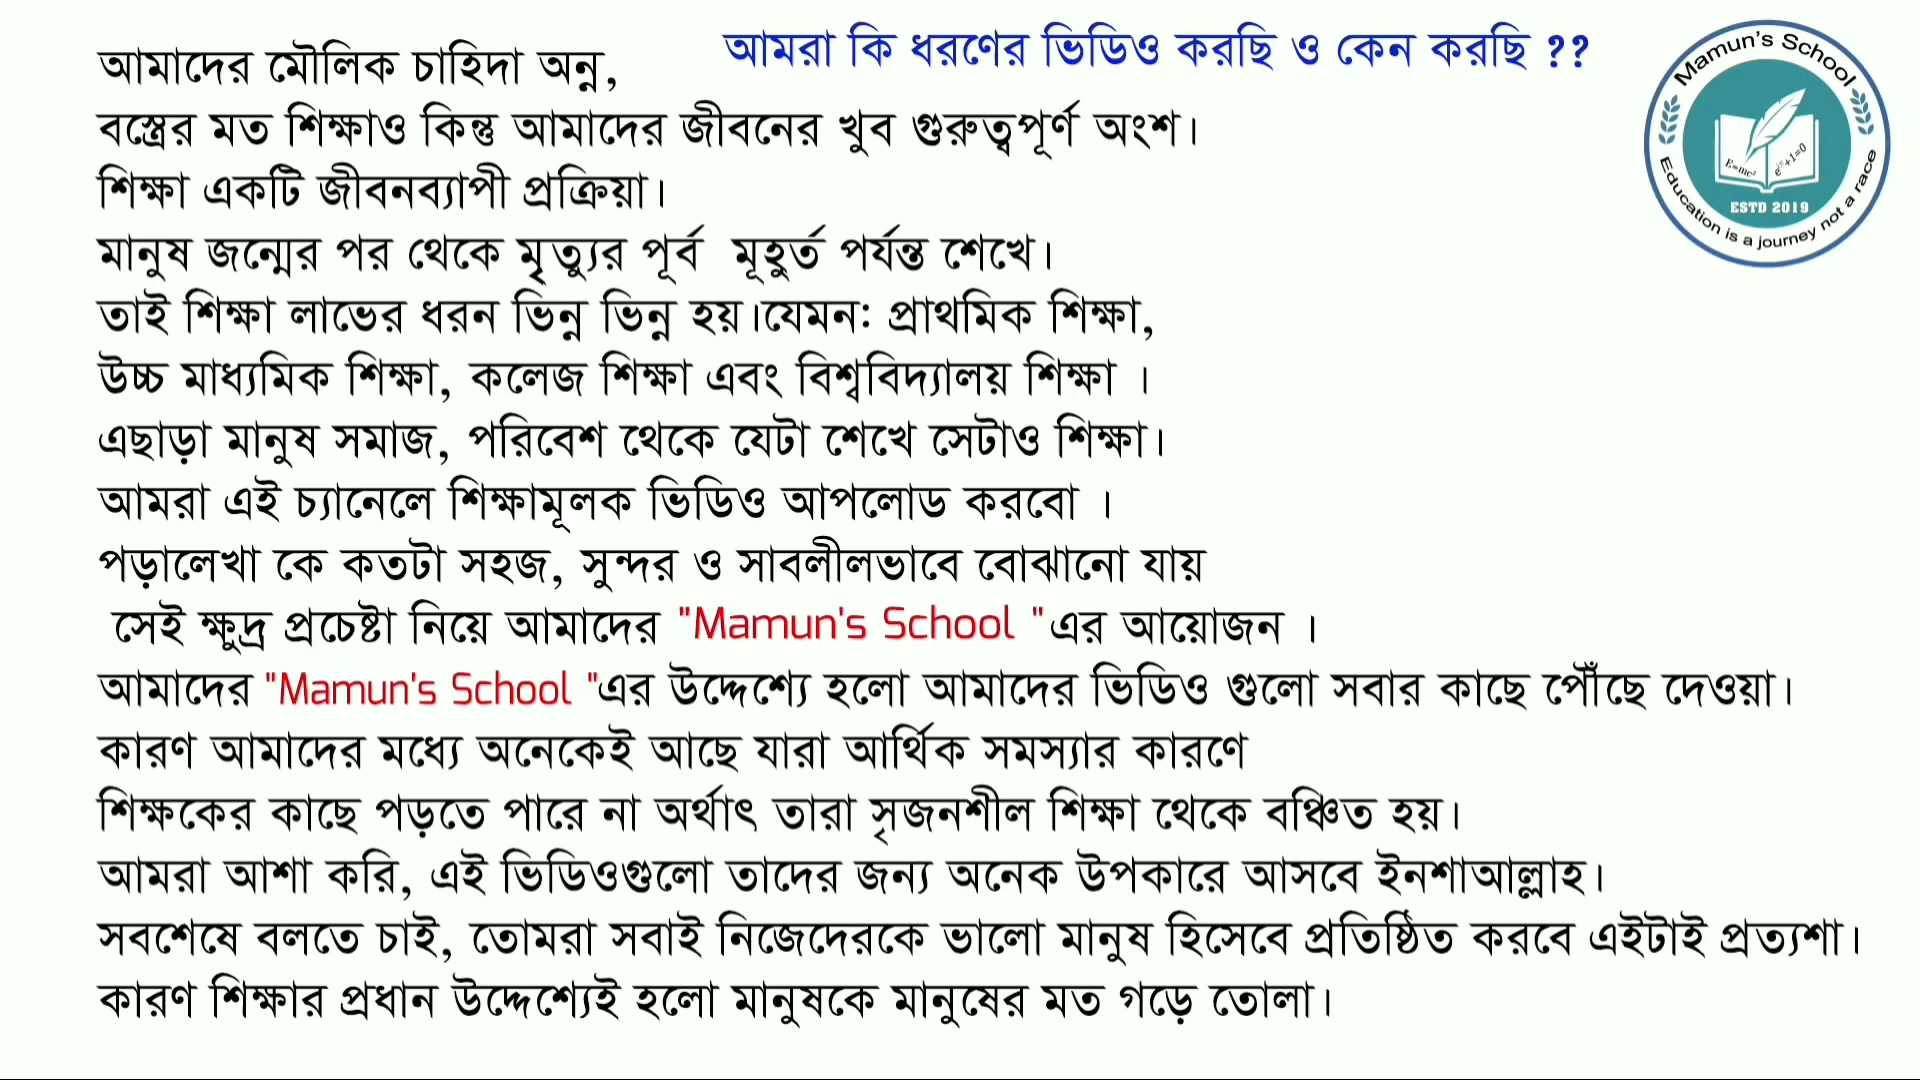 আমরা কি ধরণের ভিডিও করছি ও কেন করছি ??
আমাদের মৌলিক চাহিদা অন্ন,
বস্ত্রের মত শিক্ষাও কিন্তু আমাদের জীবনের খুব গুরুত্বপূর্ণ অংশ।
শিক্ষা একটি জীবনব্যাপী প্রক্রিয়া।
মানুষ জন্মের পর থেকে মৃত্যুর পূর্ব মূহুর্ত পর্যন্ত শেখে।
তাই শিক্ষা লাভের ধরন ভিন্ন ভিন্ন হয়।যেমনঃ প্রাথমিক শিক্ষা,
উচ্চ মাধ্যমিক শিক্ষা, কলেজ শিক্ষা এবং বিশ্ববিদ্যালয় শিক্ষা ।
এছাড়া মানুষ সমাজ, পরিবেশ থেকে যেটা শেখে সেটাও শিক্ষা।
আমরা এই চ্যানেলে শিক্ষামূলক ভিডিও আপলোড করবো ।
পড়ালেখা কে কতটা সহজ, সুন্দর ও সাবলীলভাবে বোঝানো যায়
সেই ক্ষুদ্র প্রচেষ্টা নিয়ে আমাদের "Mamun's School "এর আয়োজন ।
আমাদের "Mamun's School "এর উদ্দেশ্যে হলো আমাদের ভিডিও গুলো সবার কাছে পৌঁছে দেওয়া।
কারণ আমাদের মধ্যে অনেকেই আছে যারা আর্থিক সমস্যার কারণে
শিক্ষকের কাছে পড়তে পারে না অর্থাৎ তারা সৃজনশীল শিক্ষা থেকে বঞ্চিত হয়।
আমরা আশা করি, এই ভিডিওগুলো তাদের জন্য অনেক উপকারে আসবে ইনশাআল্লাহ।
সবশেষে বলতে চাই, তোমরা সবাই নিজেদেরকে ভালো মানুষ হিসেবে প্রতিষ্ঠিত করবে এইটাই প্রত্যশা।
কারণ শিক্ষার প্রধান উদ্দেশ্যেই হলো মানুষকে মানুষের মত গড়ে তোলা।
Mamun's School
E=mc²
e^iπ+1=0
ESTD 2019
Education is a journey not a race